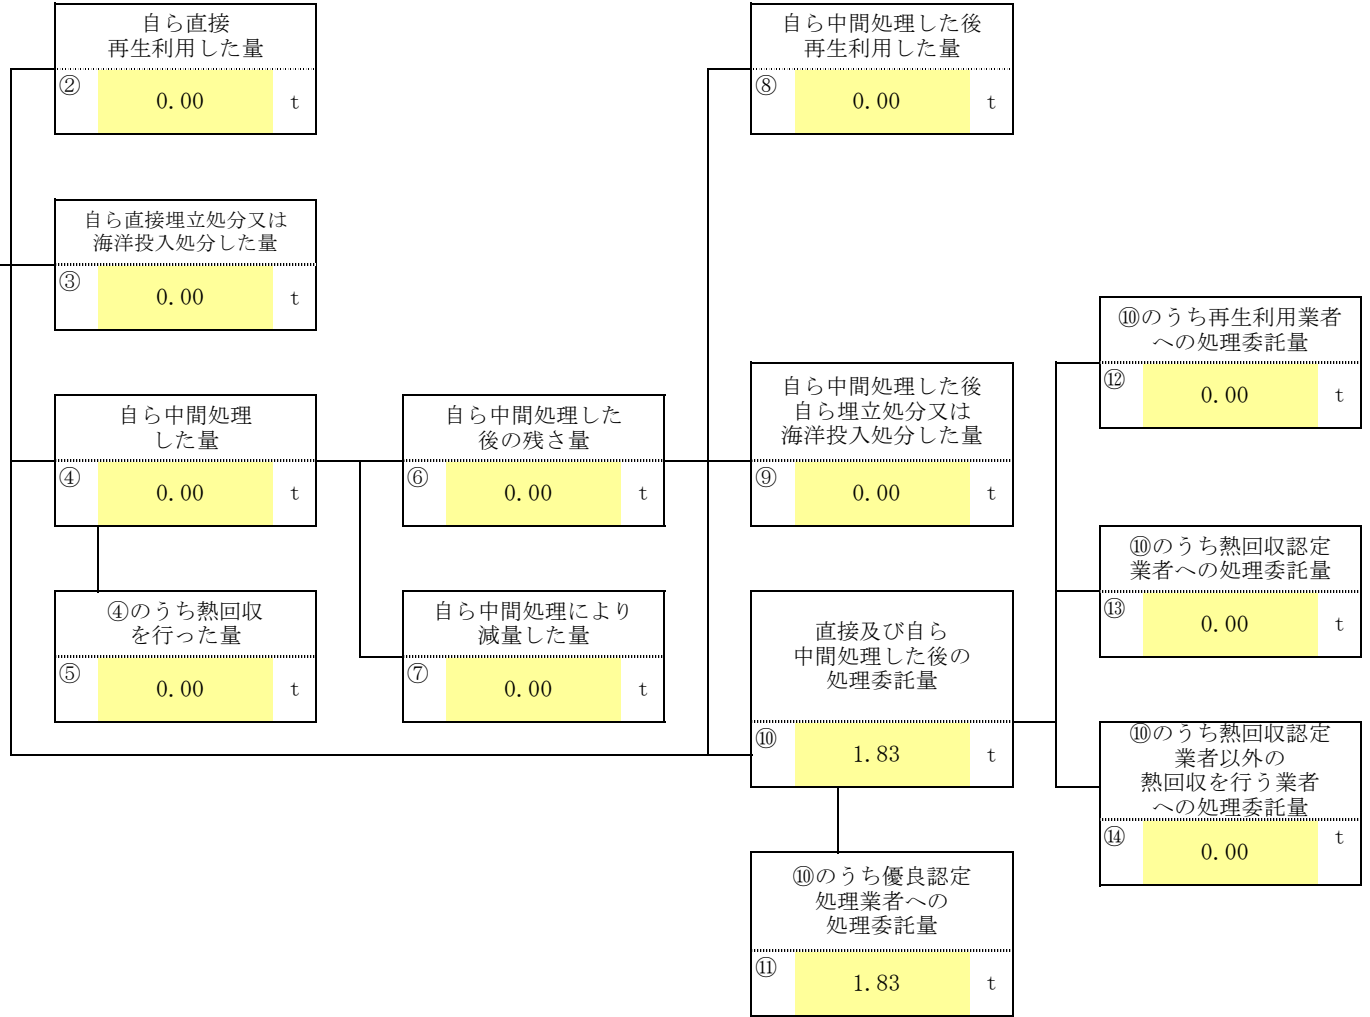 自ら直接
再生利用した量
②
0.00
t
自ら中間処理した後
再生利用した量
⑧
0.00
t
自ら直接埋立処分又は
海洋投入処分した量
③
0.00
t
⑩のうち再生利用業者
への処理委託量
⑫
0.00
t
自ら中間処理
した量
④
0.00
t
自ら中間処理した
後の残さ量
⑥
0.00
t
自ら中間処理した後
自ら埋立処分又は
海洋投入処分した量
⑨
0.00
t
⑩のうち熱回収認定
業者への処理委託量
⑬
0.00
t
④のうち熱回収
を行った量
⑤
0.00
t
自ら中間処理により
減量した量
⑦
0.00
t
直接及び自ら
中間処理した後の
処理委託量
⑩
1.83
t
⑩のうち熱回収認定
業者以外の
熱回収を行う業者
への処理委託量
⑭
0.00
t
⑩のうち優良認定
処理業者への
処理委託量
⑪
1.83
t